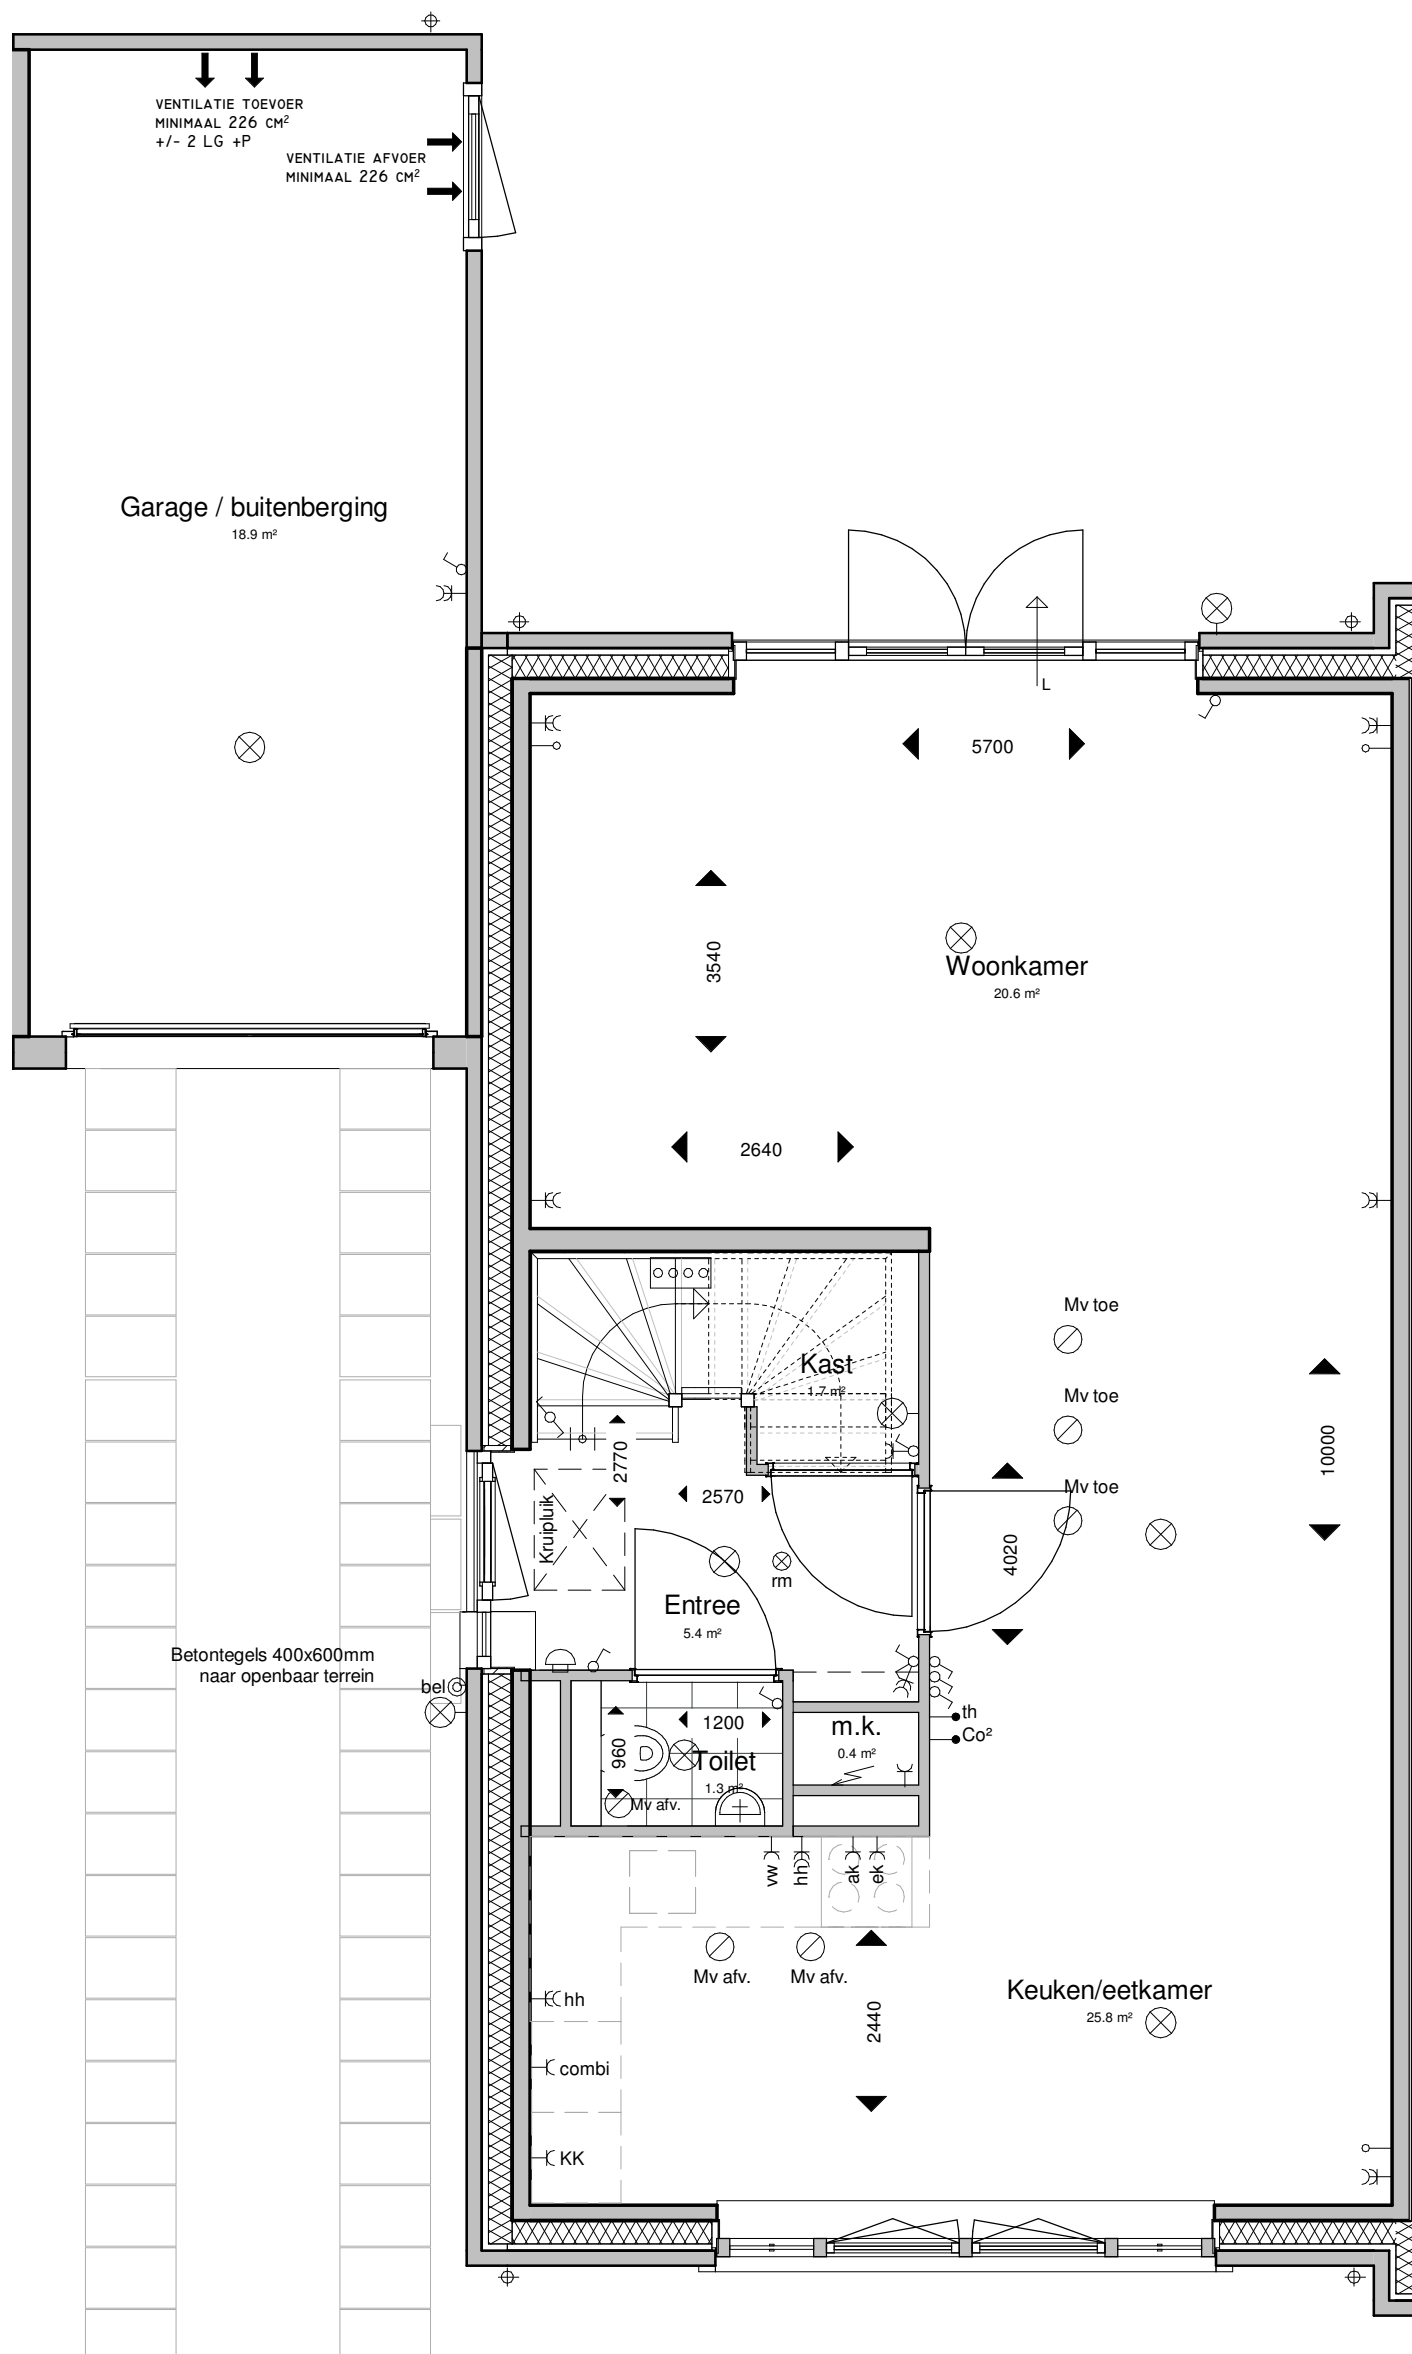 VENTILATIE TOEVOER
MINIMAAL 226 CM²
+/- 2 LG +P
VENTILATIE AFVOER
MINIMAAL 226 CM²
Garage / buitenberging
18.9 m²
L
5700
3540
Woonkamer
20.6 m²
2640
Mv toe
Kast
1.7 m²
Mv toe
10000
2770
Mv toe
2570
Kruipluik
4020
rm
Entree
5.4 m²
Betontegels 400x600mm
naar openbaar terrein
bel
th
Co²
1200
m.k.
0.4 m²
960
Toilet
1.3 m²
Mv afv.
vw
hh
ak
ek
Mv afv.
Mv afv.
Keuken/eetkamer
25.8 m²
hh
2440
combi
KK